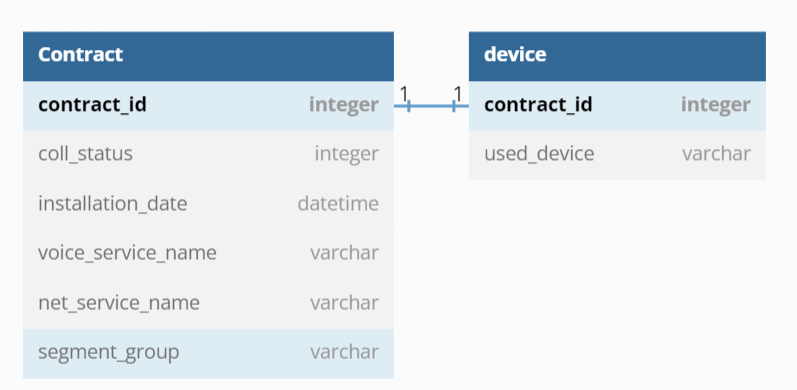 Contract
contract_id integer
coll_status integer
installation_date datetime
voice_service_name varchar
net_service_name varchar
segment_group varchar
1 1
device
contract_id integer
used_device varchar